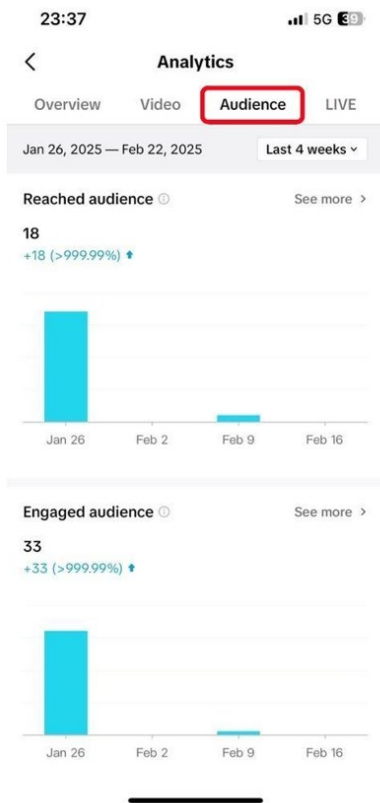 23:37 5G 39
Analytics
Overview Video Audience LIVE
Jan 26, 2025 — Feb 22, 2025 Last 4 weeks
Reached audience See more >
18
+18 (>999.99%)
Jan 26 Feb 2 Feb 9 Feb 16
Engaged audience See more >
33
+33 (>999.99%)
Jan 26 Feb 2 Feb 9 Feb 16